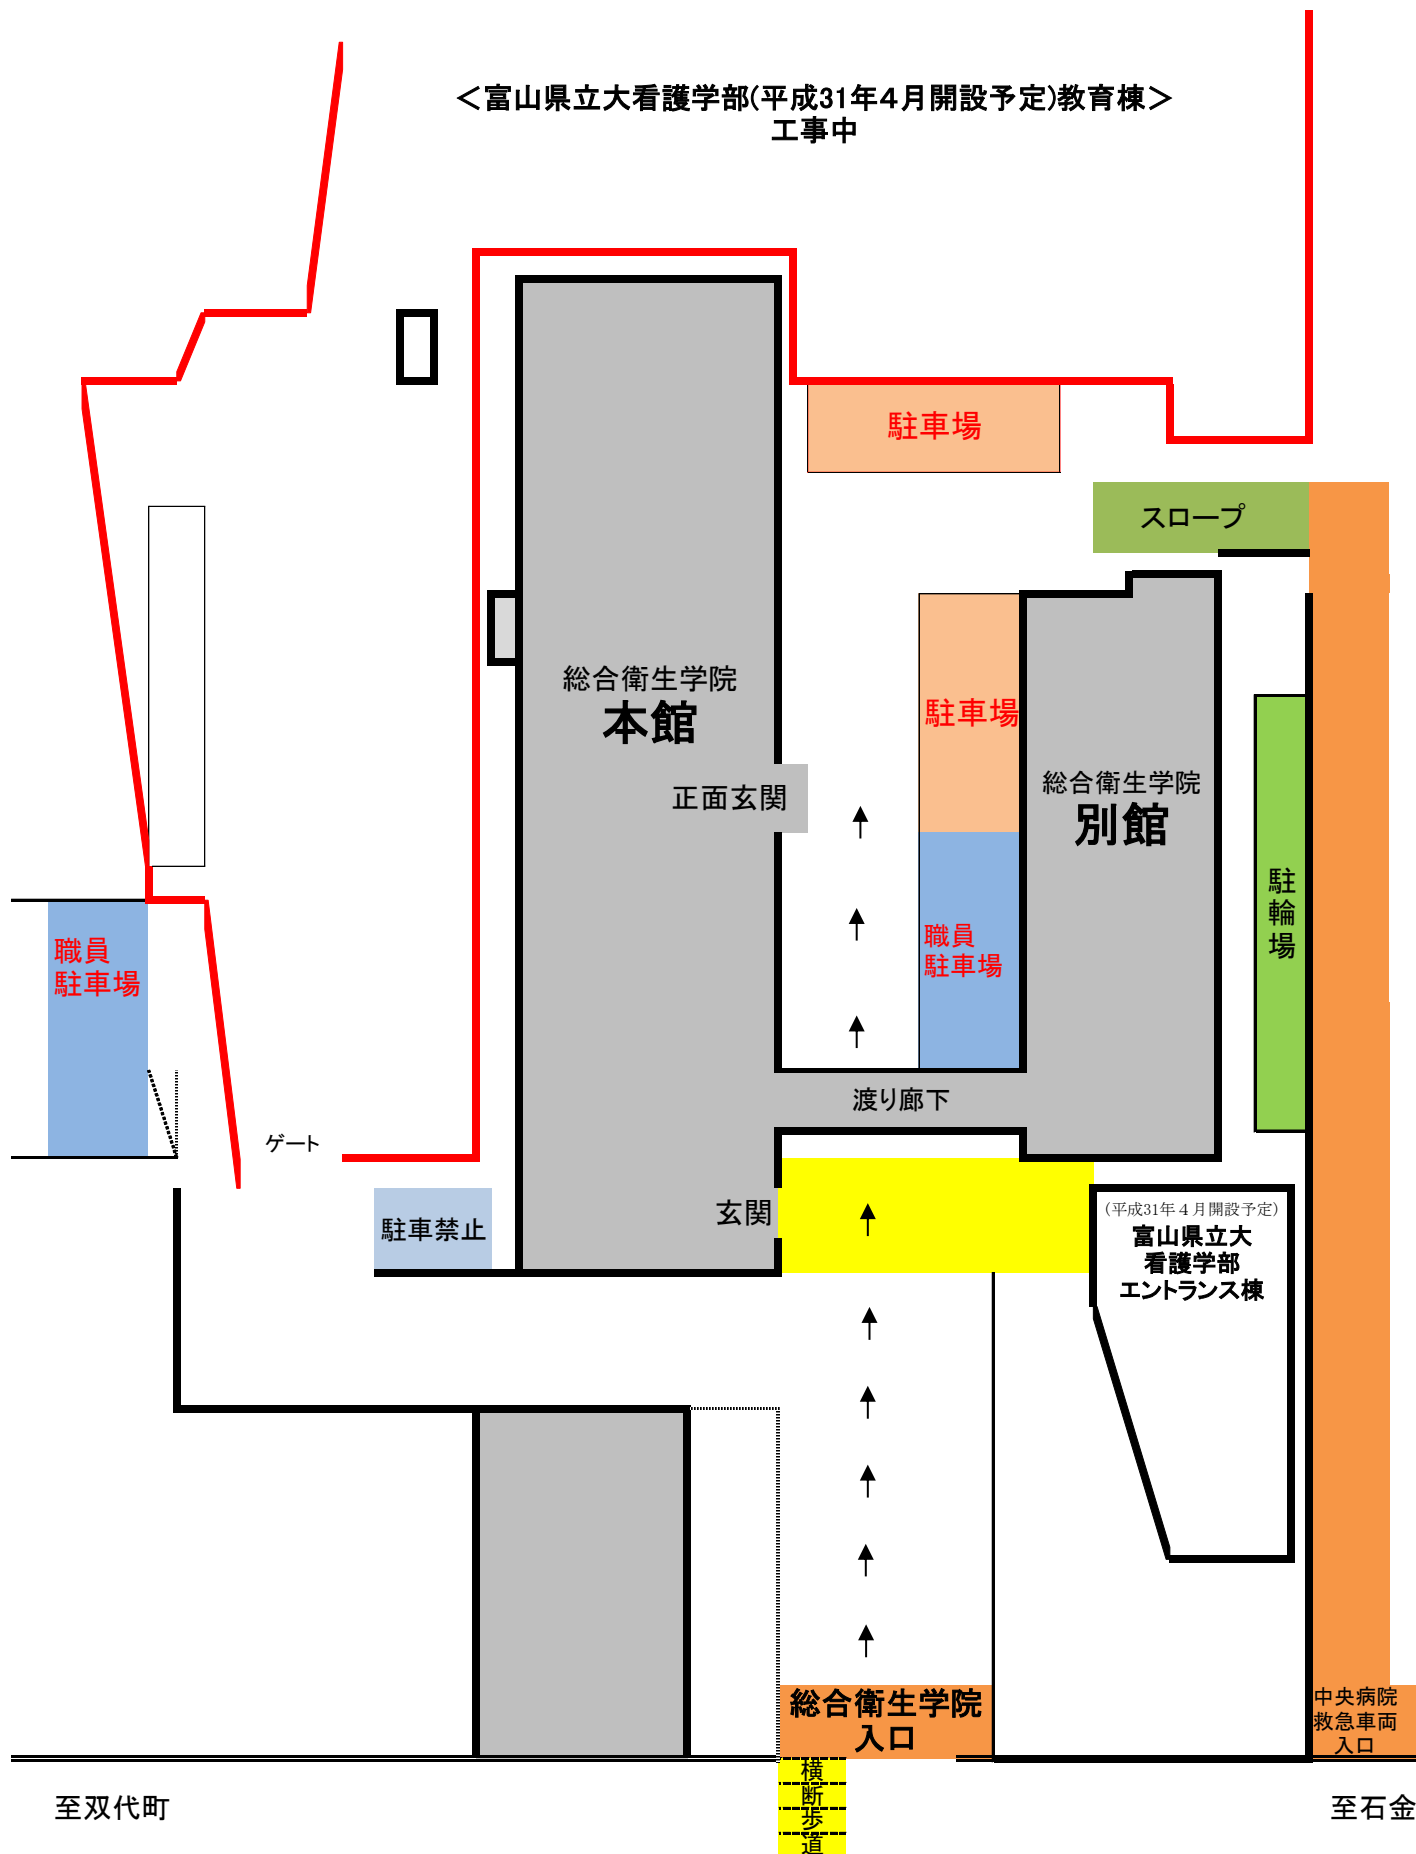 ＜富山県立大看護学部(平成31年４月開設予定)教育棟＞
工事中
駐車場
スロープ
総合衛生学院
本館
駐車場
正面玄関
総合衛生学院
別館
駐輪場
職員
駐車場
職員
駐車場
渡り廊下
ゲート
駐車禁止
玄関
（平成31年４月開設予定）
富山県立大
看護学部
エントランス棟
総合衛生学院
入口
中央病院
救急車両
入口
横断歩道
至双代町
至石金